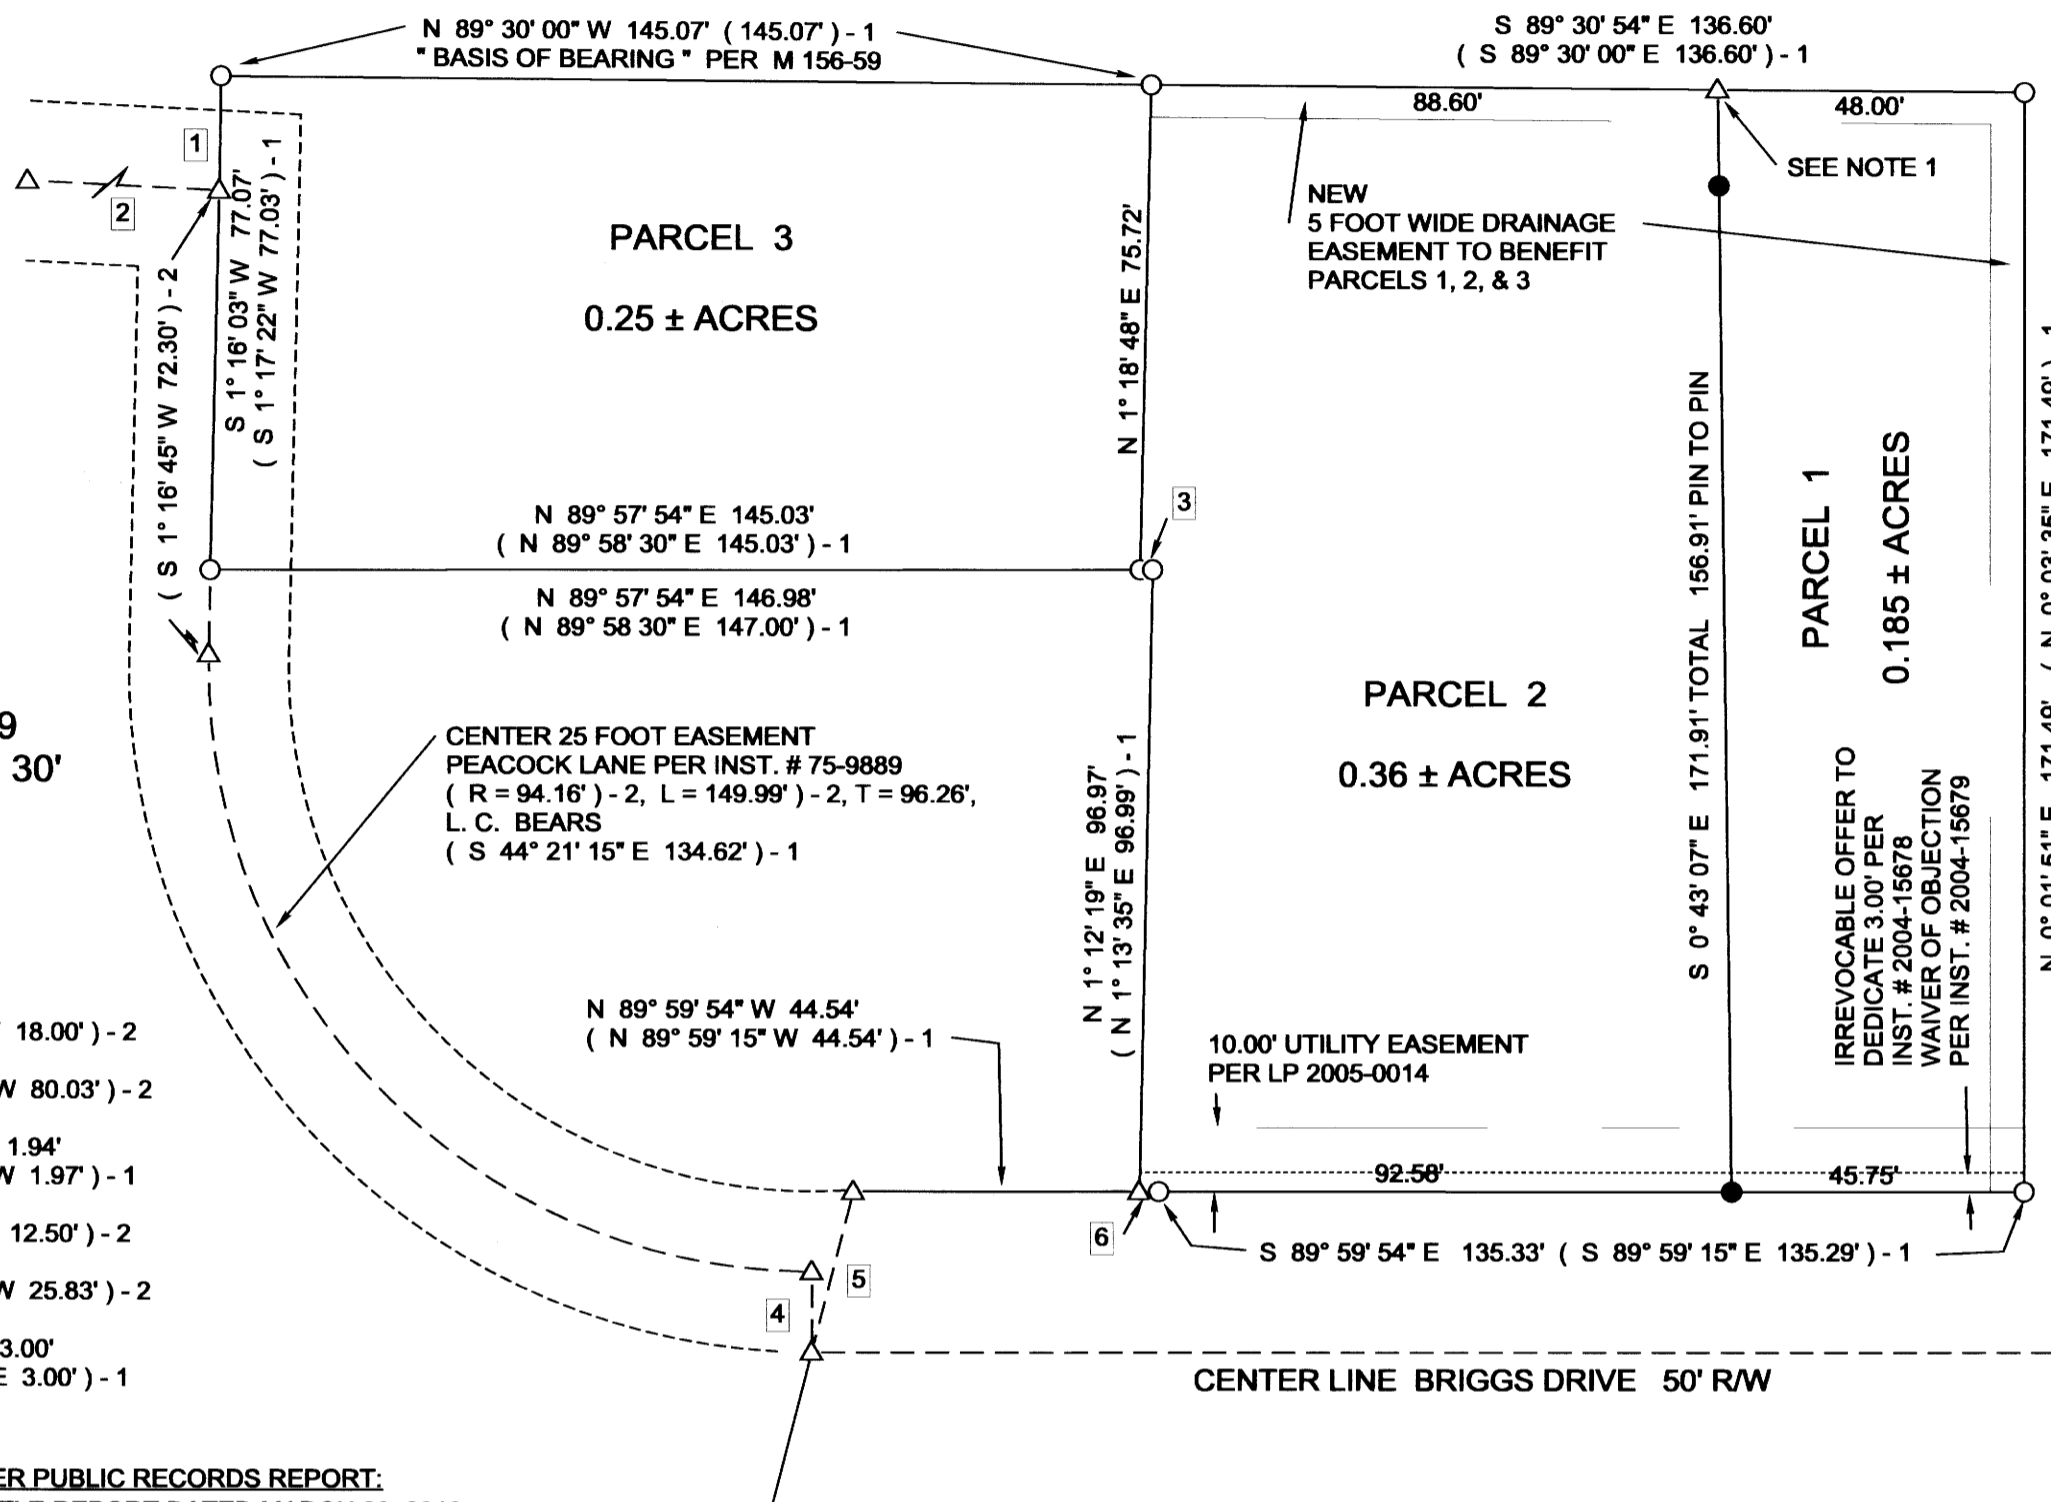 N 89° 30' 00" W 145.07' ( 145.07' ) - 1
" BASIS OF BEARING " PER M 156-59
S 89° 30' 54" E 136.60'
( S 89° 30' 00" E 136.60' ) - 1
88.60'
48.00'
SEE NOTE 1
1
2
S 1° 16' 03" W 77.07'
( S 1° 17' 22" W 77.03' ) - 1
( S 1° 16' 45" W 72.30' ) - 2
PARCEL 3
0.25 ± ACRES
N 1° 18' 48" E 75.72'
NEW
5 FOOT WIDE DRAINAGE
EASEMENT TO BENEFIT
PARCELS 1, 2, & 3
3
N 89° 57' 54" E 145.03'
( N 89° 58' 30" E 145.03' ) - 1
N 89° 57' 54" E 146.98'
( N 89° 58 30" E 147.00' ) - 1
S 0° 43' 07" E 171.91' TOTAL 156.91' PIN TO PIN
PARCEL 1
0.185 ± ACRES
N 0° 01' 51" E 171.49' ( N 0° 03' 35" E 171.49' ) - 1
PARCEL 2
0.36 ± ACRES
9
30'
CENTER 25 FOOT EASEMENT
PEACOCK LANE PER INST. # 75-9889
( R = 94.16' ) - 2, L = 149.99' ) - 2, T = 96.26',
L. C. BEARS
( S 44° 21' 15" E 134.62' ) - 1
N 1° 12' 19" E 96.97'
( N 1° 13' 35" E 96.99' ) - 1
IRREVOCABLE OFFER TO
DEDICATE 3.00' PER
INST. # 2004-15678
WAIVER OF OBJECTION
PER INST. # 2004-15679
N 89° 59' 54" W 44.54'
( N 89° 59' 15" W 44.54' ) - 1
10.00' UTILITY EASEMENT
PER LP 2005-0014
92.58'
45.75'
6
S 89° 59' 54" E 135.33' ( S 89° 59' 15" E 135.29' ) - 1
5
4
CENTER LINE BRIGGS DRIVE 50' R/W
18.00' ) - 2
W 80.03' ) - 2
1.94'
W 1.97' ) - 1
12.50' ) - 2
W 25.83' ) - 2
3.00'
E 3.00' ) - 1
ER PUBLIC RECORDS REPORT: